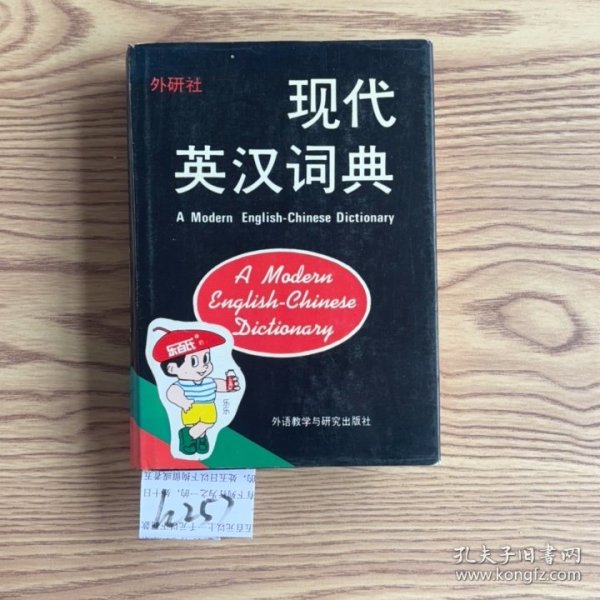 外研社
现代
英汉词典
A Modern English-Chinese Dictionary
A Modern
English-Chinese
Dictionary
乐百氏
乐乐
外语教学与研究出版社
孔夫子旧书网
www.kongfz.com